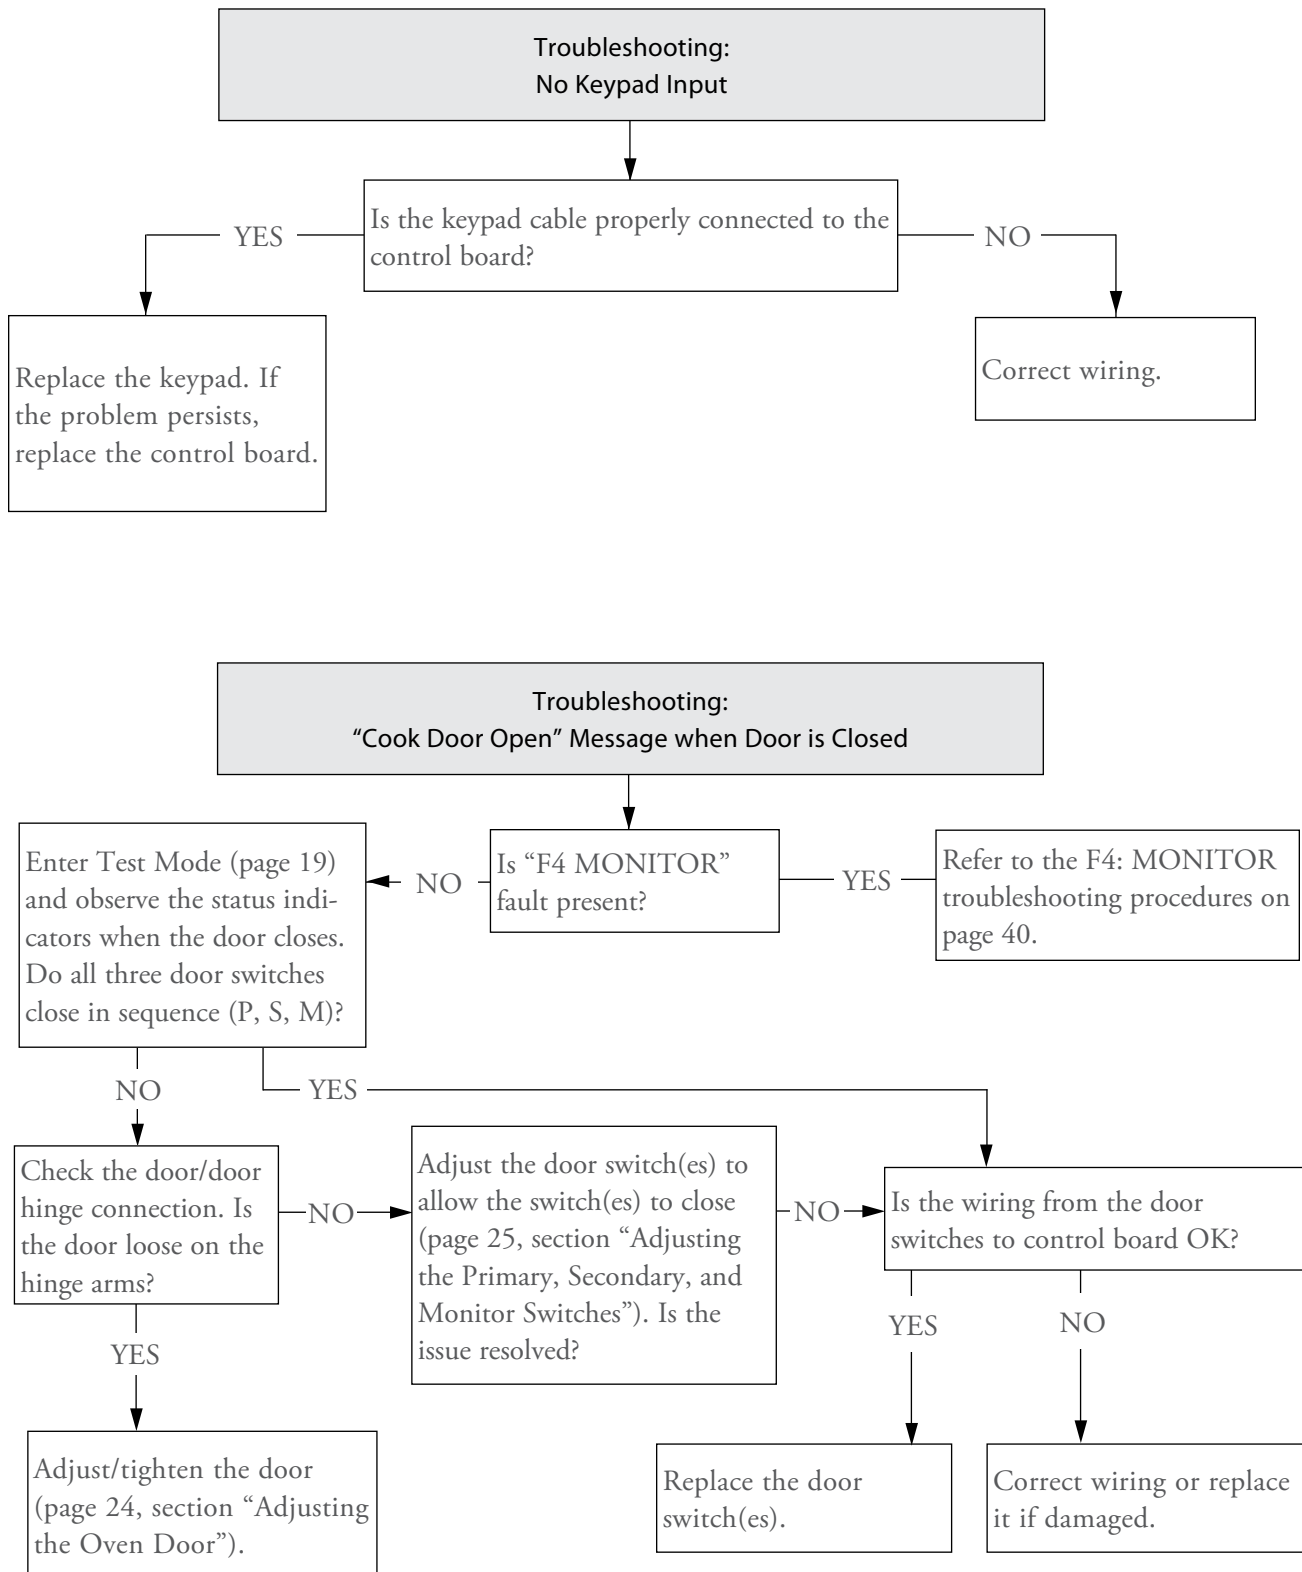 Troubleshooting:
No Keypad Input
Is the keypad cable properly connected to the
control board?
YES
NO
Replace the keypad. If
the problem persists,
replace the control board.
Correct wiring.
Troubleshooting:
“Cook Door Open” Message when Door is Closed
Enter Test Mode (page 19)
and observe the status indi-
cators when the door closes.
Do all three door switches
close in sequence (P, S, M)?
NO
Is “F4 MONITOR”
fault present?
YES
Refer to the F4: MONITOR
troubleshooting procedures on
page 40.
NO
YES
Check the door/door
hinge connection. Is
the door loose on the
hinge arms?
NO
Adjust the door switch(es) to
allow the switch(es) to close
(page 25, section “Adjusting
the Primary, Secondary, and
Monitor Switches”). Is the
issue resolved?
NO
Is the wiring from the door
switches to control board OK?
YES
YES
NO
Adjust/tighten the door
(page 24, section “Adjusting
the Oven Door”).
Replace the door
switch(es).
Correct wiring or replace
it if damaged.